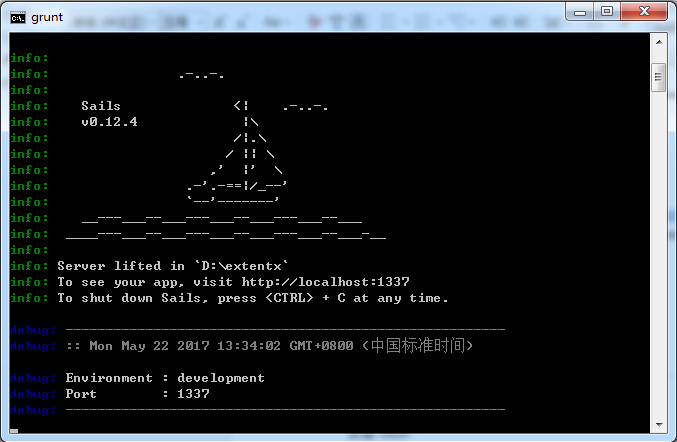 grunt
info:
info: .-..-.
info:
info: Sails <| .-..-.
info: v0.12.4 |\
info: /|.\
info: / || \
info: ,' |' \
info: .-'.-==|/_--'
info: `--'-------'
info: __---___--___---___--___---___--___
info: ____---___--___---___--___---___--___-__
info:
info: Server lifted in `D:\extentx`
info: To see your app, visit http://localhost:1337
info: To shut down Sails, press <CTRL> + C at any time.
debug: -------------------------------------------------------
debug: :: Mon May 22 2017 13:34:02 GMT+0800 (中国标准时间)
debug: Environment : development
debug: Port : 1337
debug: -------------------------------------------------------